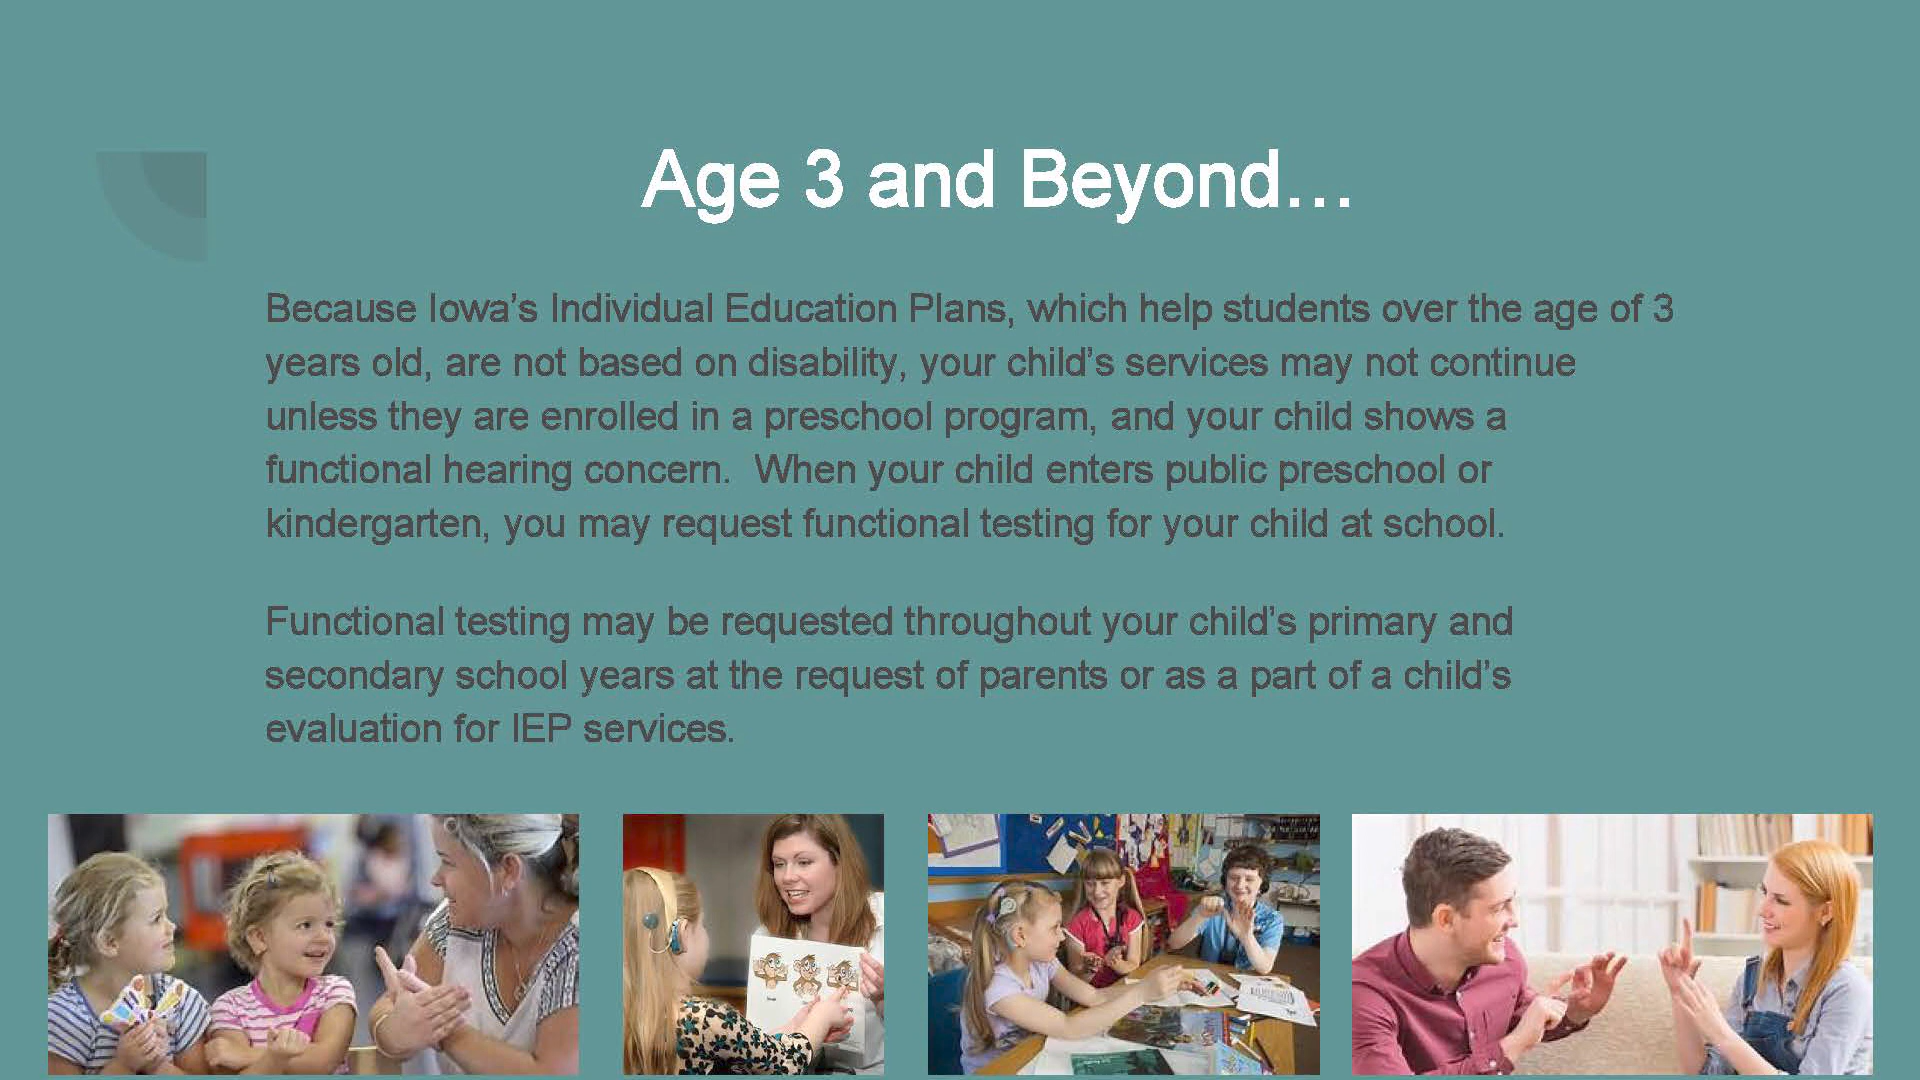 Age 3 and Beyond…
Because Iowa’s Individual Education Plans, which help students over the age of 3
years old, are not based on disability, your child’s services may not continue
unless they are enrolled in a preschool program, and your child shows a
functional hearing concern.  When your child enters public preschool or
kindergarten, you may request functional testing for your child at school.
Functional testing may be requested throughout your child’s primary and
secondary school years at the request of parents or as a part of a child’s
evaluation for IEP services.